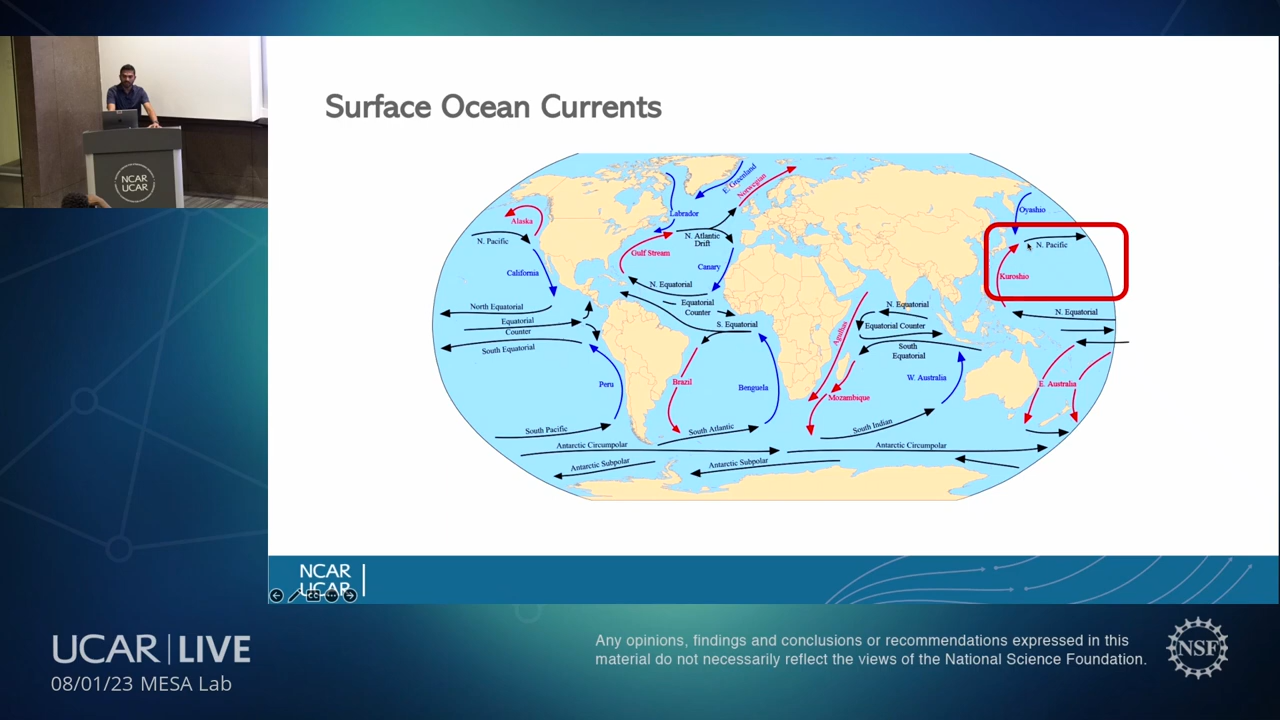 NCAR
UCAR
Surface Ocean Currents
E. Greenland
Norwegian
Labrador
Oyashio
Alaska
N. Pacific
N. Atlantic
Drift
N. Pacific
Gulf Stream
California
Canary
Kuroshio
N. Equatorial
North Equatorial
Equatorial
Counter
N. Equatorial
N. Equatorial
Equatorial
Counter
S. Equatorial
Equatorial Counter
South Equatorial
South
Equatorial
Agulhas
Peru
Brazil
Benguela
W. Australia
E. Australia
Mozambique
South Pacific
South Atlantic
South Indian
Antarctic Circumpolar
Antarctic Circumpolar
Antarctic Subpolar
Antarctic Subpolar
NCAR
UCAR
UCAR | LIVE
08/01/23 MESA Lab
Any opinions, findings and conclusions or recommendations expressed in this
material do not necessarily reflect the views of the National Science Foundation.
NSF